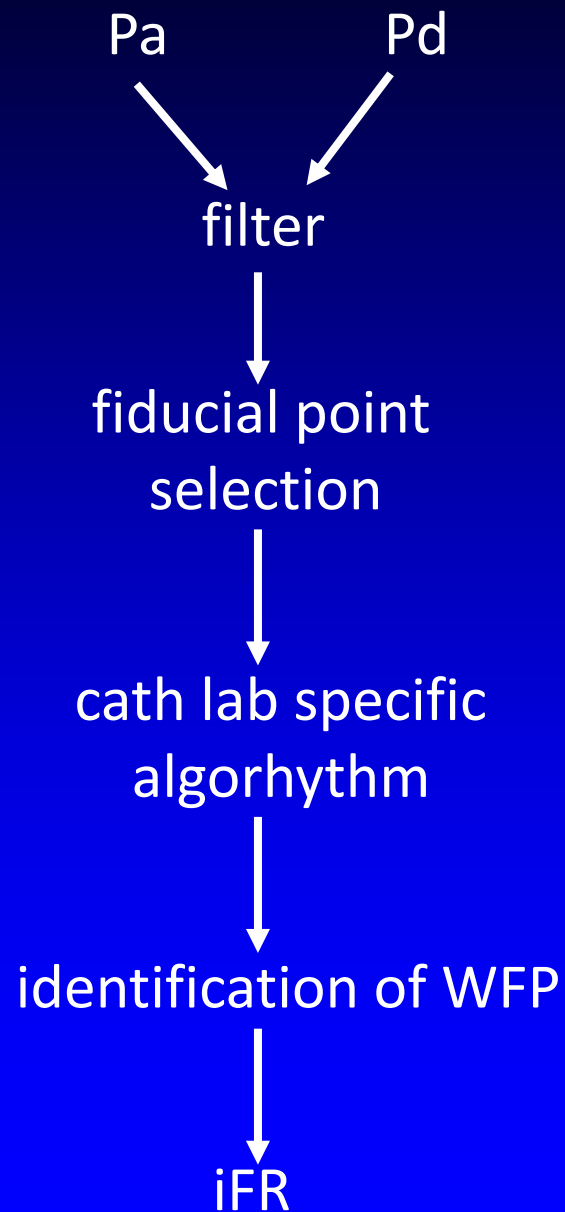 Pa Pd
filter
fiducial point
selection
cath lab specific
algorhythm
identification of WFP
iFR